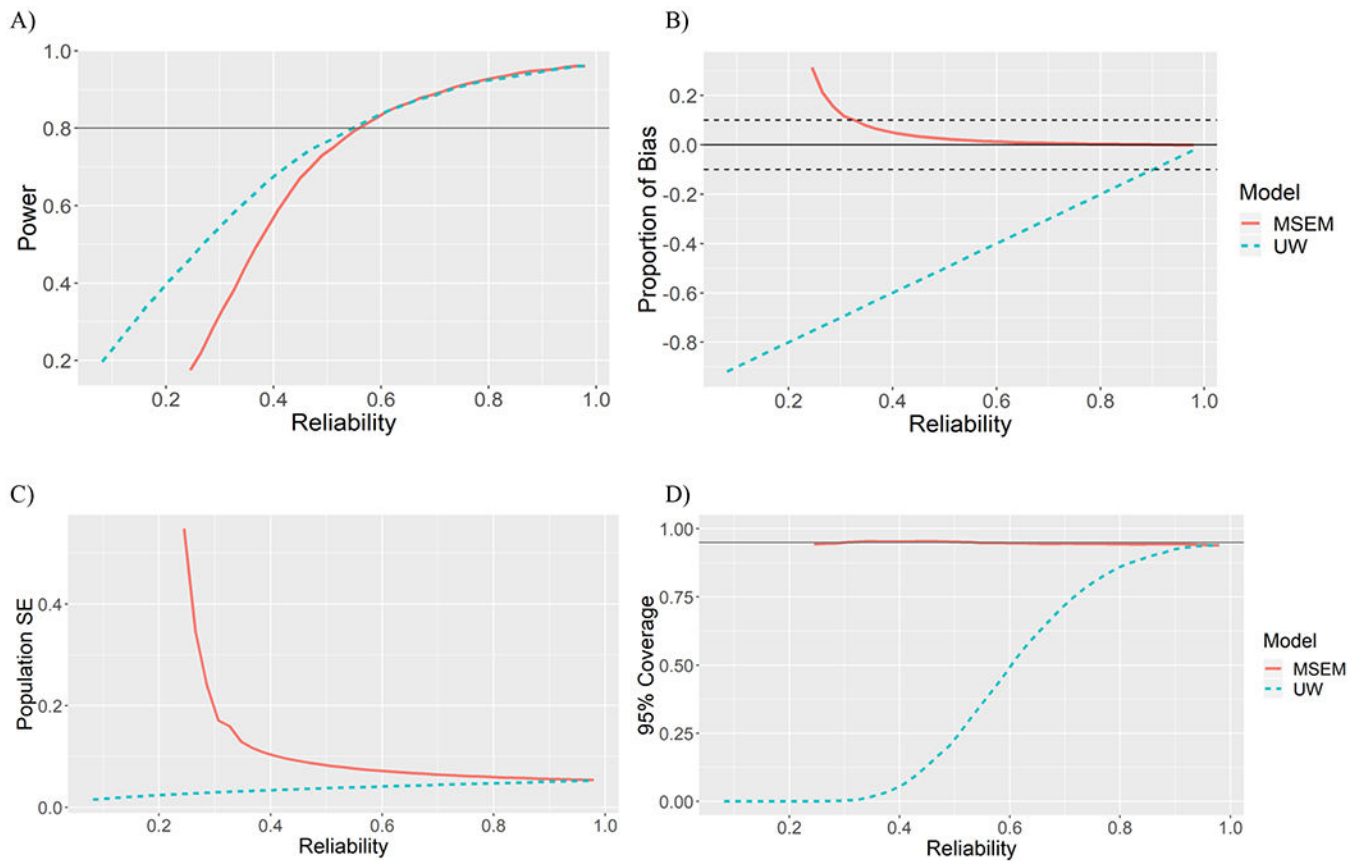 A)
1.0
0.8
0.6
0.4
0.2
Power
0.2 0.4 0.6 0.8 1.0
Reliability
B)
0.2
0.0
-0.2
-0.4
-0.6
-0.8
Proportion of Bias
0.2 0.4 0.6 0.8 1.0
Reliability
Model
MSEM
UW
C)
0.4
0.2
0.0
Population SE
0.2 0.4 0.6 0.8 1.0
Reliability
D)
1.00
0.75
0.50
0.25
0.00
95% Coverage
0.2 0.4 0.6 0.8 1.0
Reliability
Model
MSEM
UW